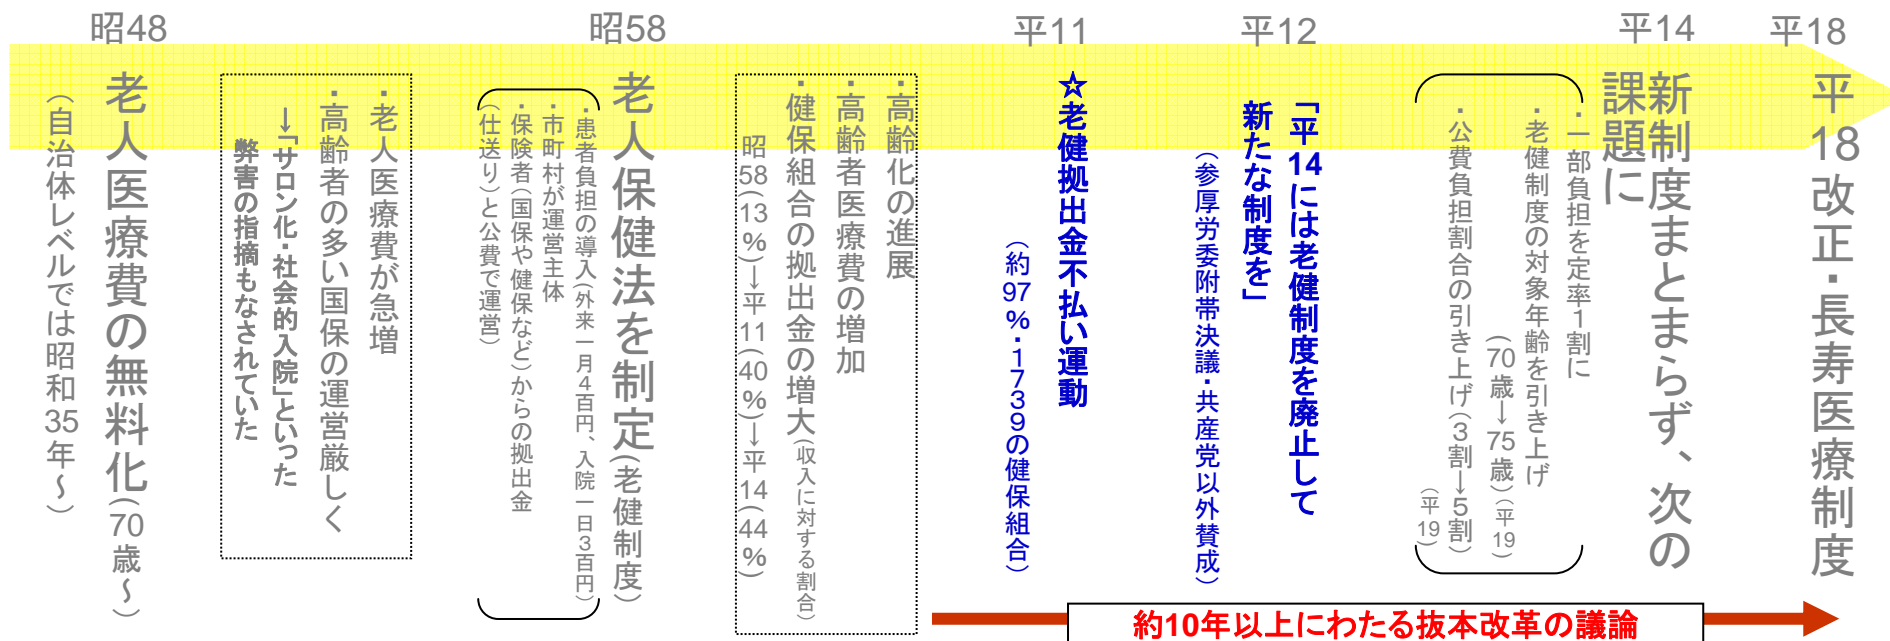 昭48
昭58
平11
平12
平14
平18
老人医療費の無料化(70歳～)
(自治体レベルでは昭和35年～)
・老人医療費が急増
・高齢者の多い国保の運営厳しく
→「サロン化・社会的入院」といった
弊害の指摘もなされていた
老人保健法を制定(老健制度)
・患者負担の導入(外来一月4百円、入院一日3百円)
・市町村が運営主体
・保険者(国保や健保など)からの拠出金
(仕送り)と公費で運営)
・高齢化の進展
・高齢者医療費の増加
・健保組合の拠出金の増大(収入に対する割合)
昭58(13%)→平11(40%)→平14(44%)
☆老健拠出金不払い運動
(約97%・1739の健保組合)
「平14には老健制度を廃止して
新たな制度を」
(参厚労委附帯決議・共産党以外賛成)
新制度まとまらず、次の
課題に
・一部負担を定率1割に
・老健制度の対象年齢を引き上げ
(70歳→75歳)(平19)
・公費負担割合の引き上げ(3割→5割)
(平19)
平18改正・長寿医療制度
約10年以上にわたる抜本改革の議論